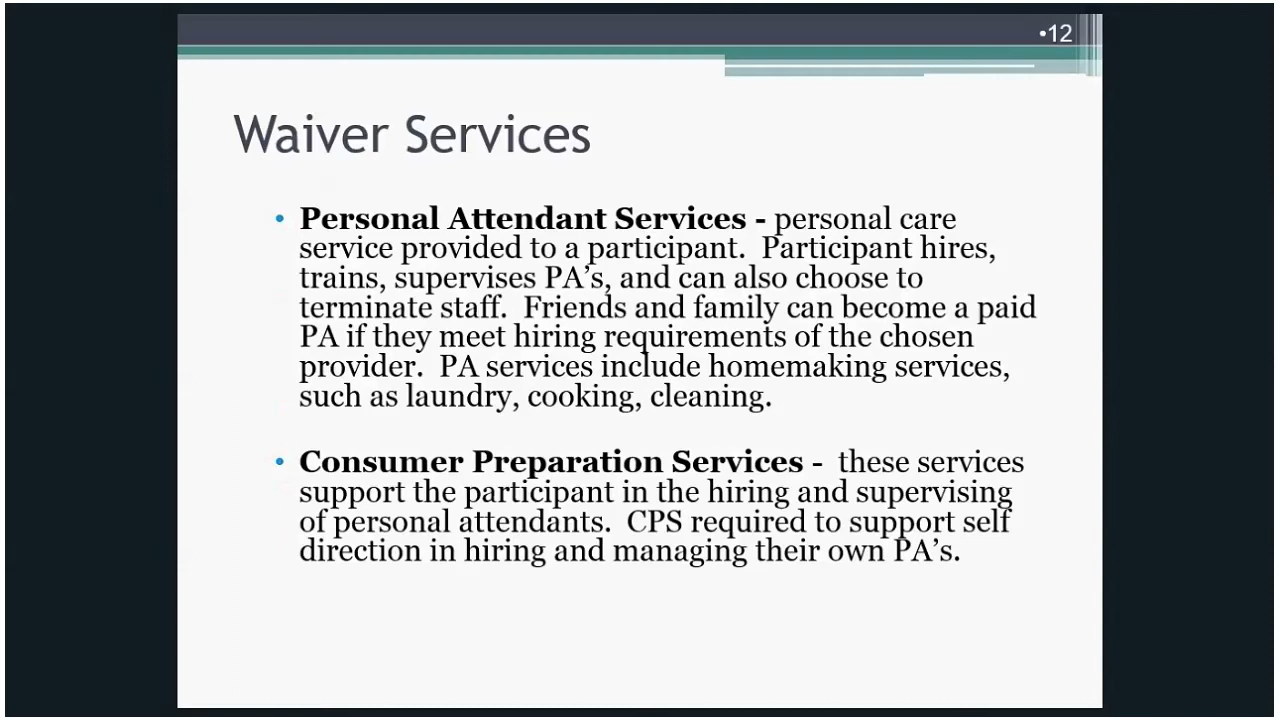 •12
Waiver Services
• Personal Attendant Services - personal care
service provided to a participant.  Participant hires,
trains, supervises PA’s, and can also choose to
terminate staff.  Friends and family can become a paid
PA if they meet hiring requirements of the chosen
provider.  PA services include homemaking services,
such as laundry, cooking, cleaning.
• Consumer Preparation Services -  these services
support the participant in the hiring and supervising
of personal attendants.  CPS required to support self
direction in hiring and managing their own PA’s.